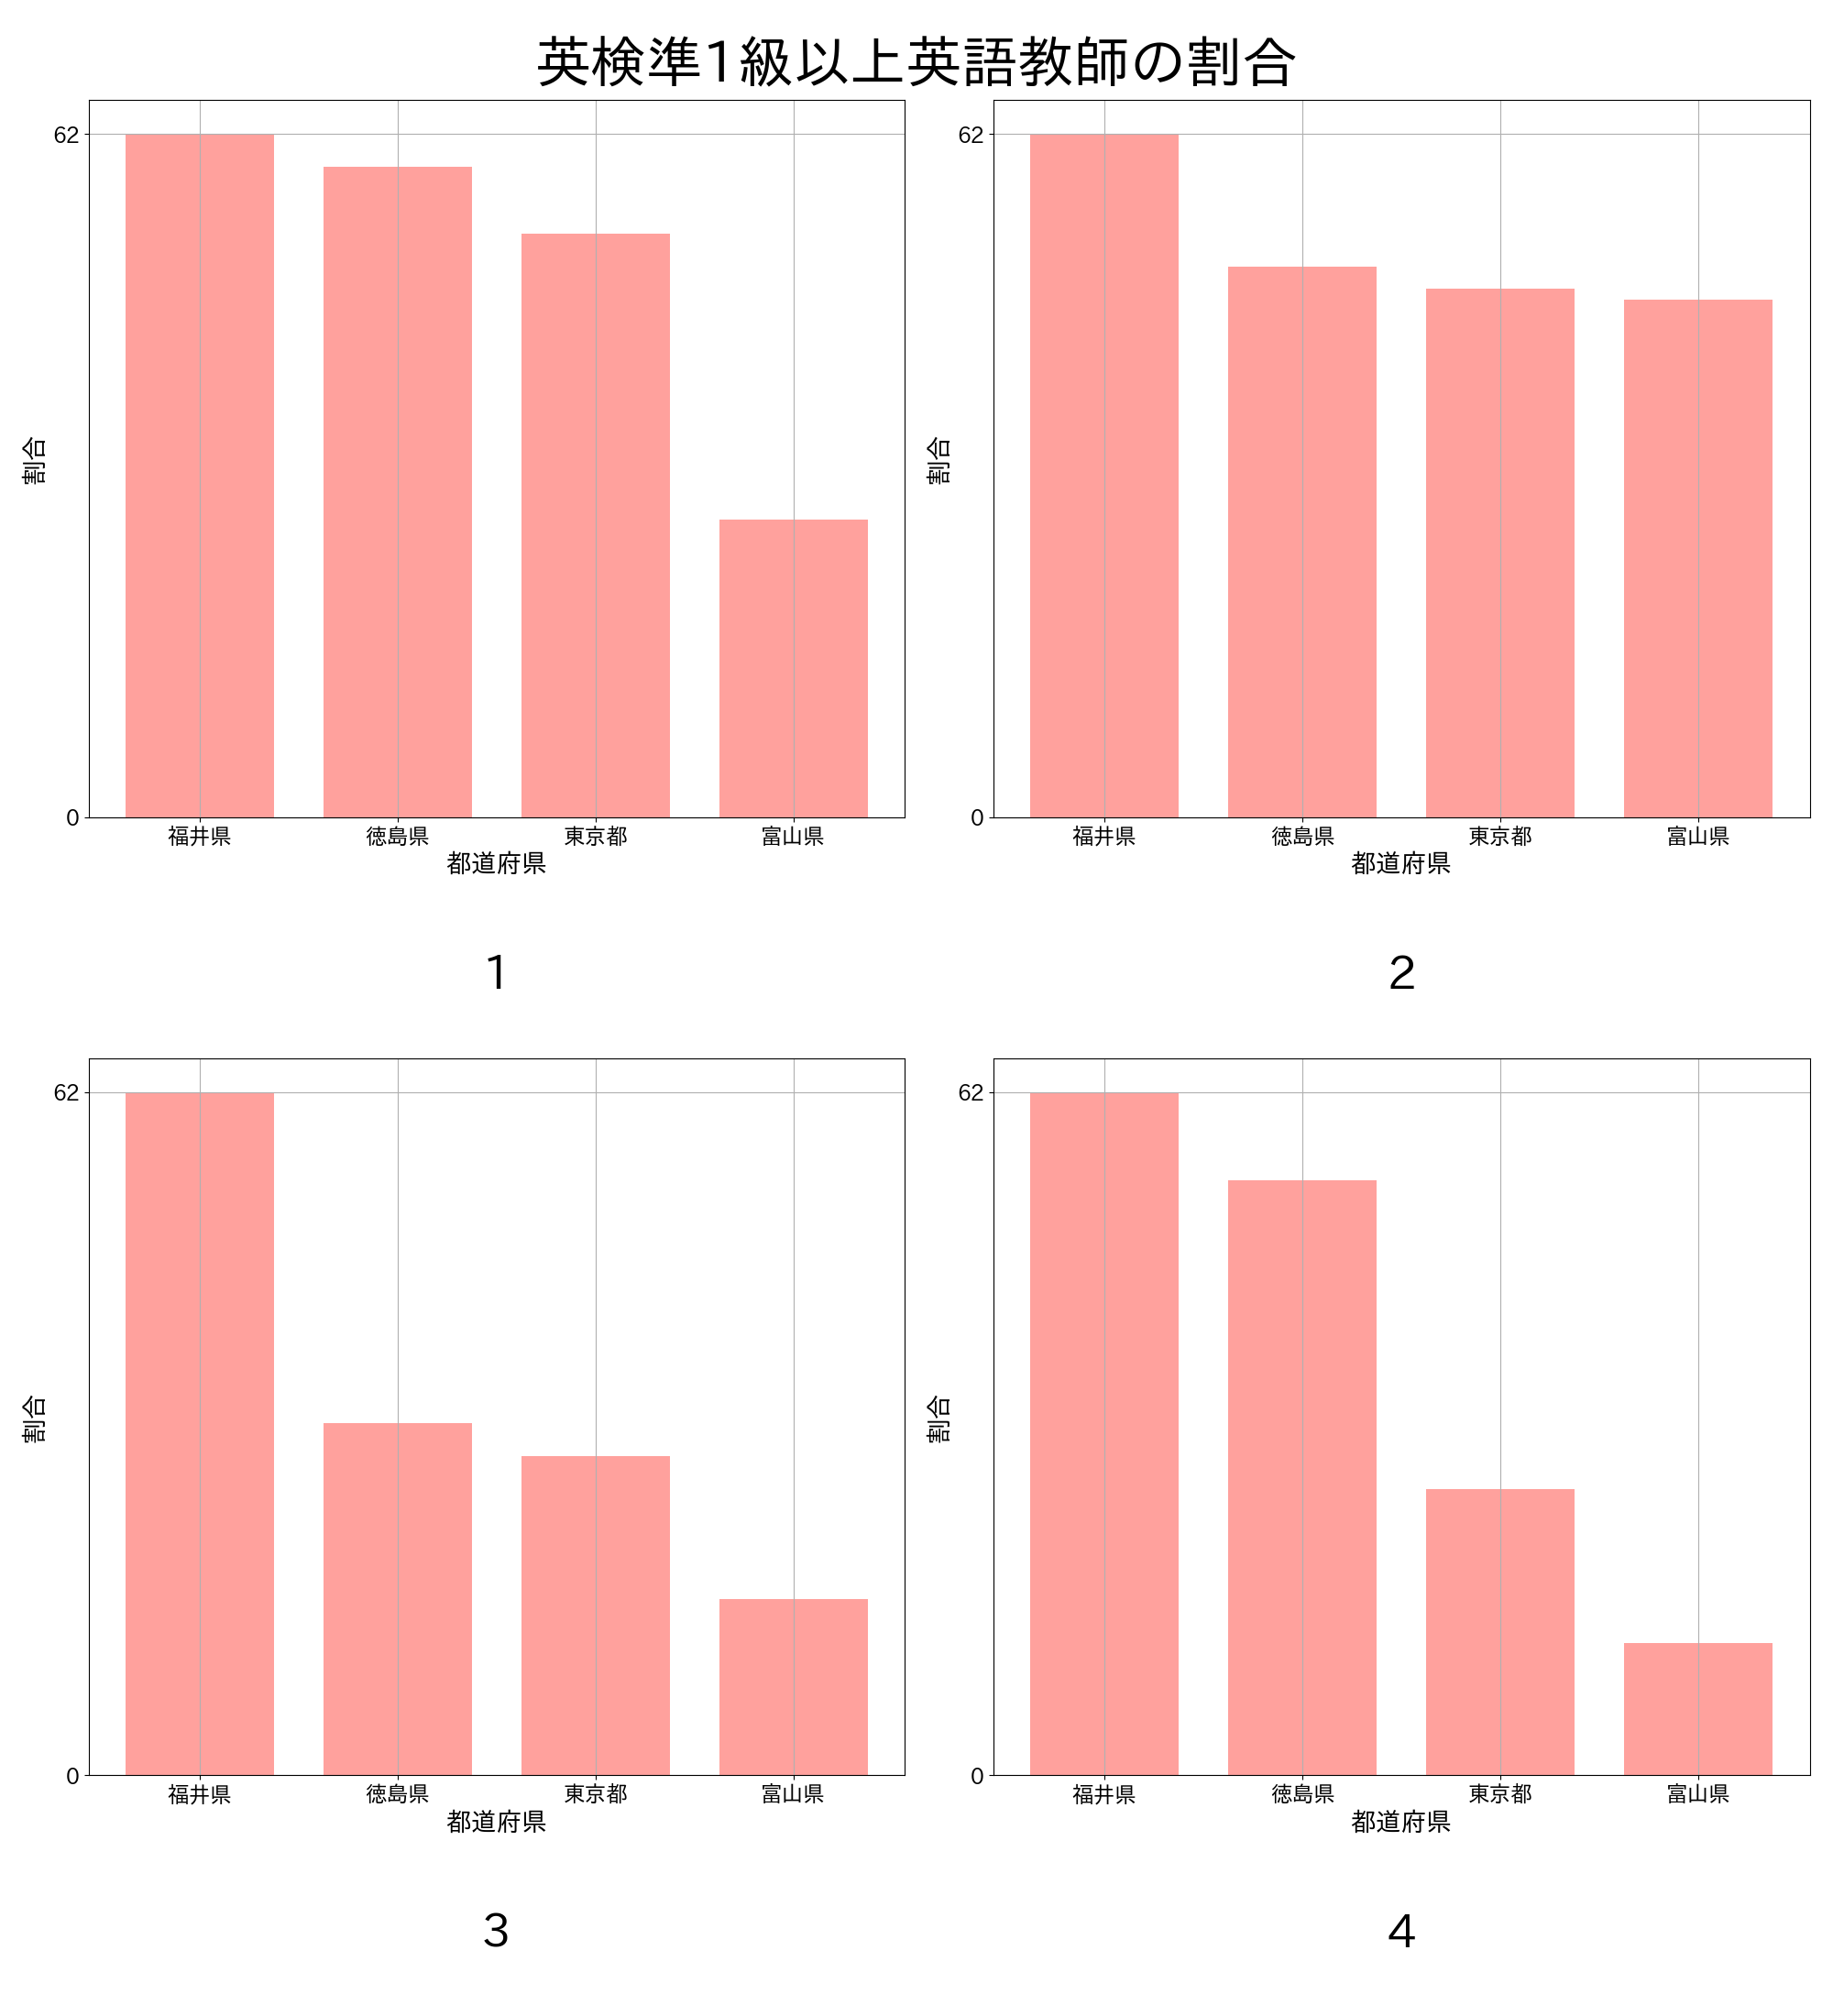 英検準1級以上英語教師の割合
62
0
割合
福井県 徳島県 東京都 富山県
都道府県
1
62
0
割合
福井県 徳島県 東京都 富山県
都道府県
2
62
0
割合
福井県 徳島県 東京都 富山県
都道府県
3
62
0
割合
福井県 徳島県 東京都 富山県
都道府県
4